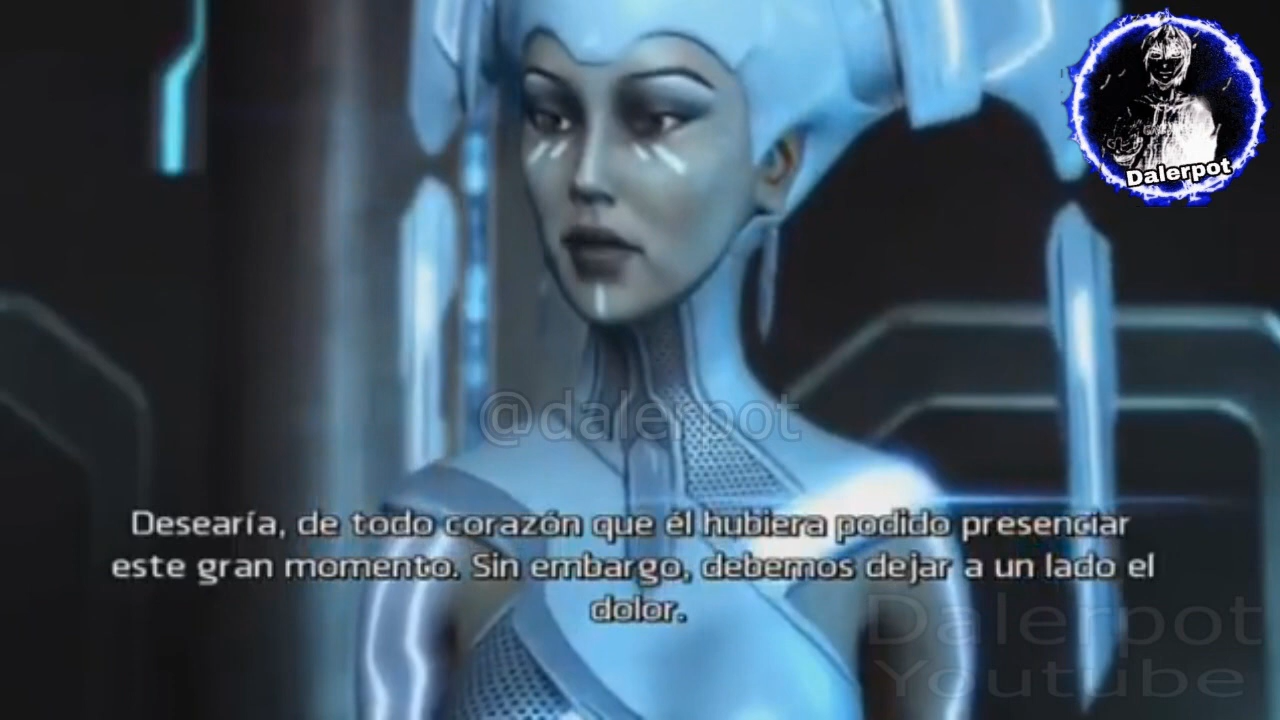 Dalerpot
@dalerpot
Desearía, de todo corazón que él hubiera podido presenciar
este gran momento. Sin embargo, debemos dejar a un lado el
dolor.
Dalerpot
Youtube